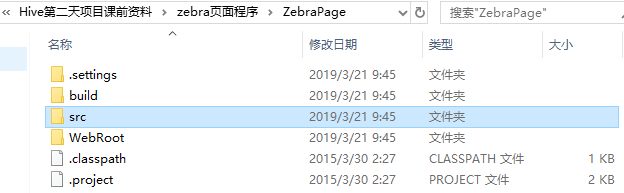 « Hive第二天项目课前资料 › zebra页面程序 › ZebraPage 搜索"ZebraPage"
名称 修改日期 类型 大小
.settings 2019/3/21 9:45 文件夹
build 2019/3/21 9:45 文件夹
src 2019/3/21 9:45 文件夹
WebRoot 2019/3/21 9:45 文件夹
.classpath 2015/3/30 2:27 CLASSPATH 文件 1 KB
.project 2015/3/30 2:27 PROJECT 文件 2 KB